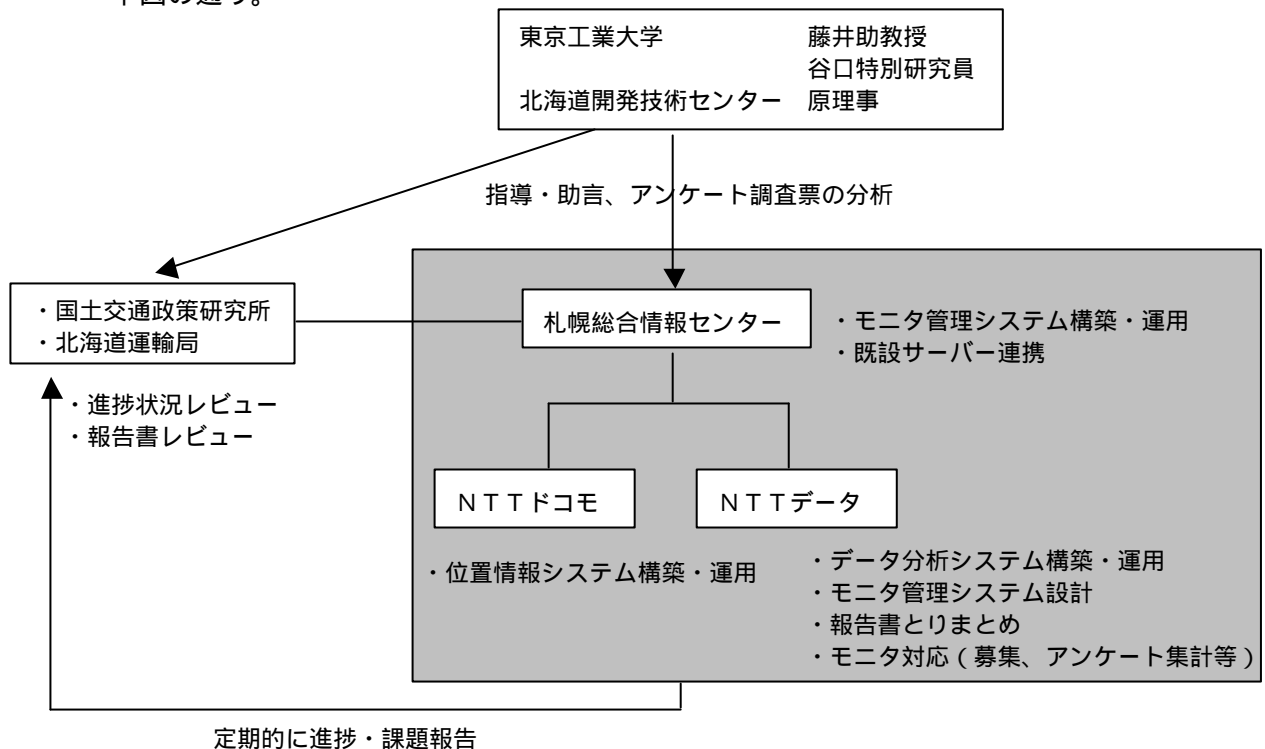 下図の通り。
東京工業大学 藤井助教授
谷口特別研究員
北海道開発技術センター 原理事
指導・助言、アンケート調査票の分析
・国土交通政策研究所
・北海道運輸局
札幌総合情報センター
・モニタ管理システム構築・運用
・既設サーバー連携
・進捗状況レビュー
・報告書レビュー
ＮＴＴドコモ
ＮＴＴデータ
・位置情報システム構築・運用
・データ分析システム構築・運用
・モニタ管理システム設計
・報告書とりまとめ
・モニタ対応（募集、アンケート集計等）
定期的に進捗・課題報告